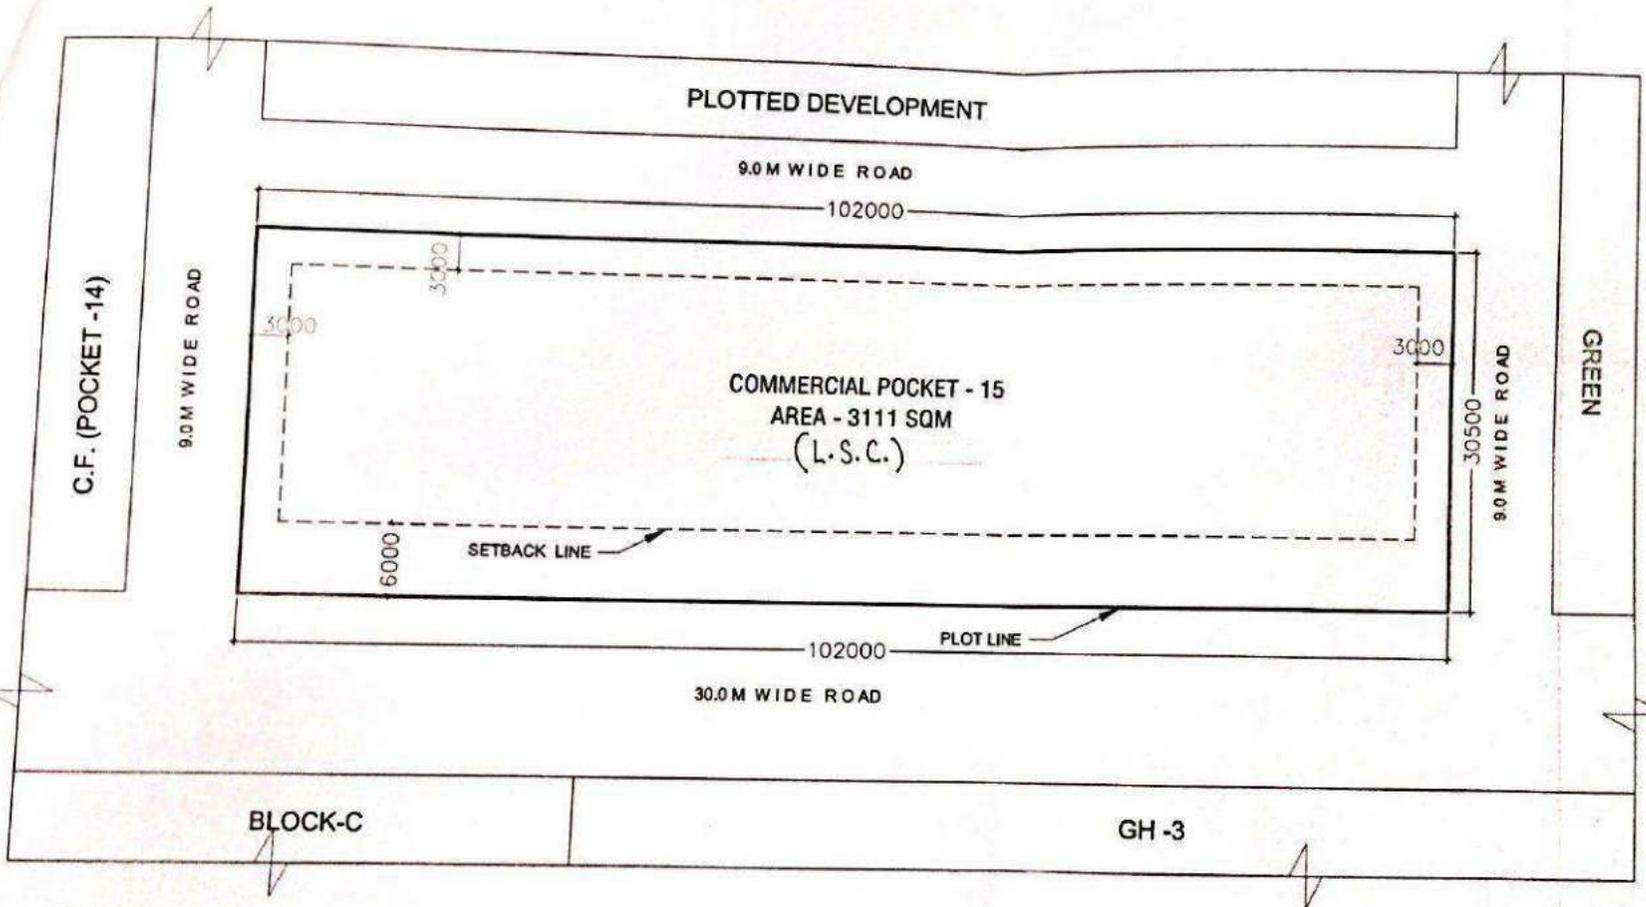 PLOTTED DEVELOPMENT
9.0M WIDE ROAD
102000
3000
C.F. (POCKET -14)
9.0M WIDE ROAD
3000
3000
COMMERCIAL POCKET - 15
AREA - 3111 SQM
(L.S.C.)
30500
9.0M WIDE ROAD
GREEN
6000
SETBACK LINE
PLOT LINE
102000
30.0M WIDE ROAD
BLOCK-C
GH -3